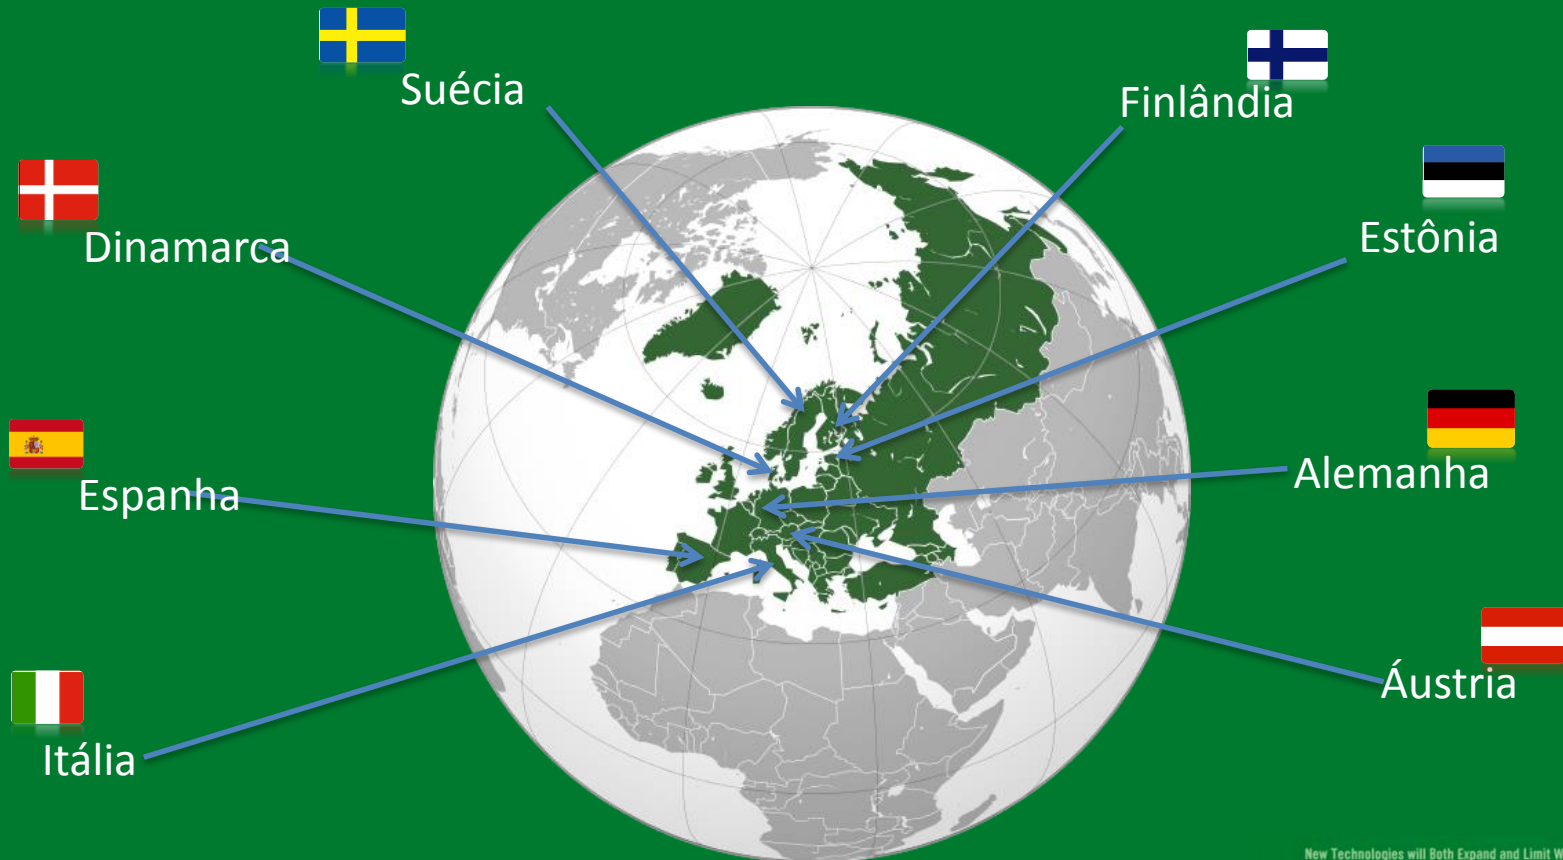 Suécia
Finlândia
Dinamarca
Estônia
Espanha
Alemanha
Itália
Áustria
New Technologies will Both Expand and Limit W